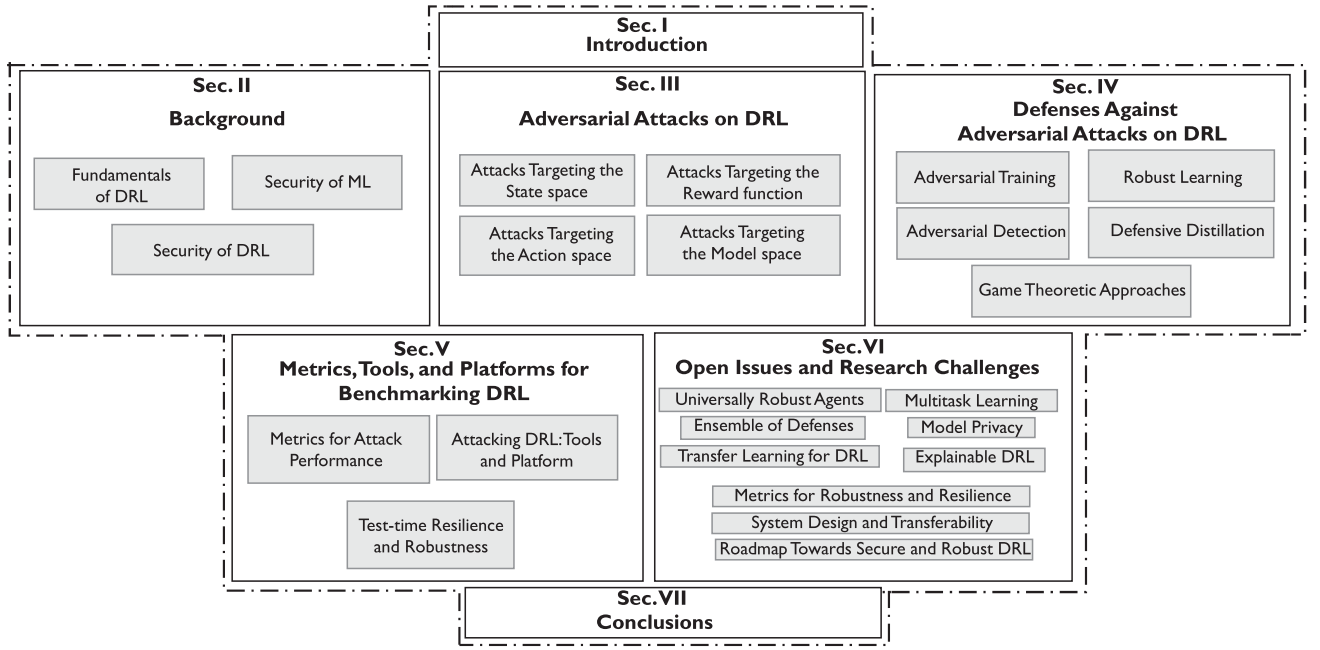 Sec. I
Introduction
Sec. II
Background
Fundamentals
of DRL
Security of ML
Security of DRL
Sec. III
Adversarial Attacks on DRL
Attacks Targeting the
State space
Attacks Targeting the
Reward function
Attacks Targeting
the Action space
Attacks Targeting
the Model space
Sec. IV
Defenses Against
Adversarial Attacks on DRL
Adversarial Training
Robust Learning
Adversarial Detection
Defensive Distillation
Game Theoretic Approaches
Sec. V
Metrics, Tools, and Platforms for
Benchmarking DRL
Metrics for Attack
Performance
Attacking DRL: Tools
and Platform
Test-time Resilience
and Robustness
Sec. VI
Open Issues and Research Challenges
Universally Robust Agents
Multitask Learning
Ensemble of Defenses
Model Privacy
Transfer Learning for DRL
Explainable DRL
Metrics for Robustness and Resilience
System Design and Transferability
Roadmap Towards Secure and Robust DRL
Sec. VII
Conclusions